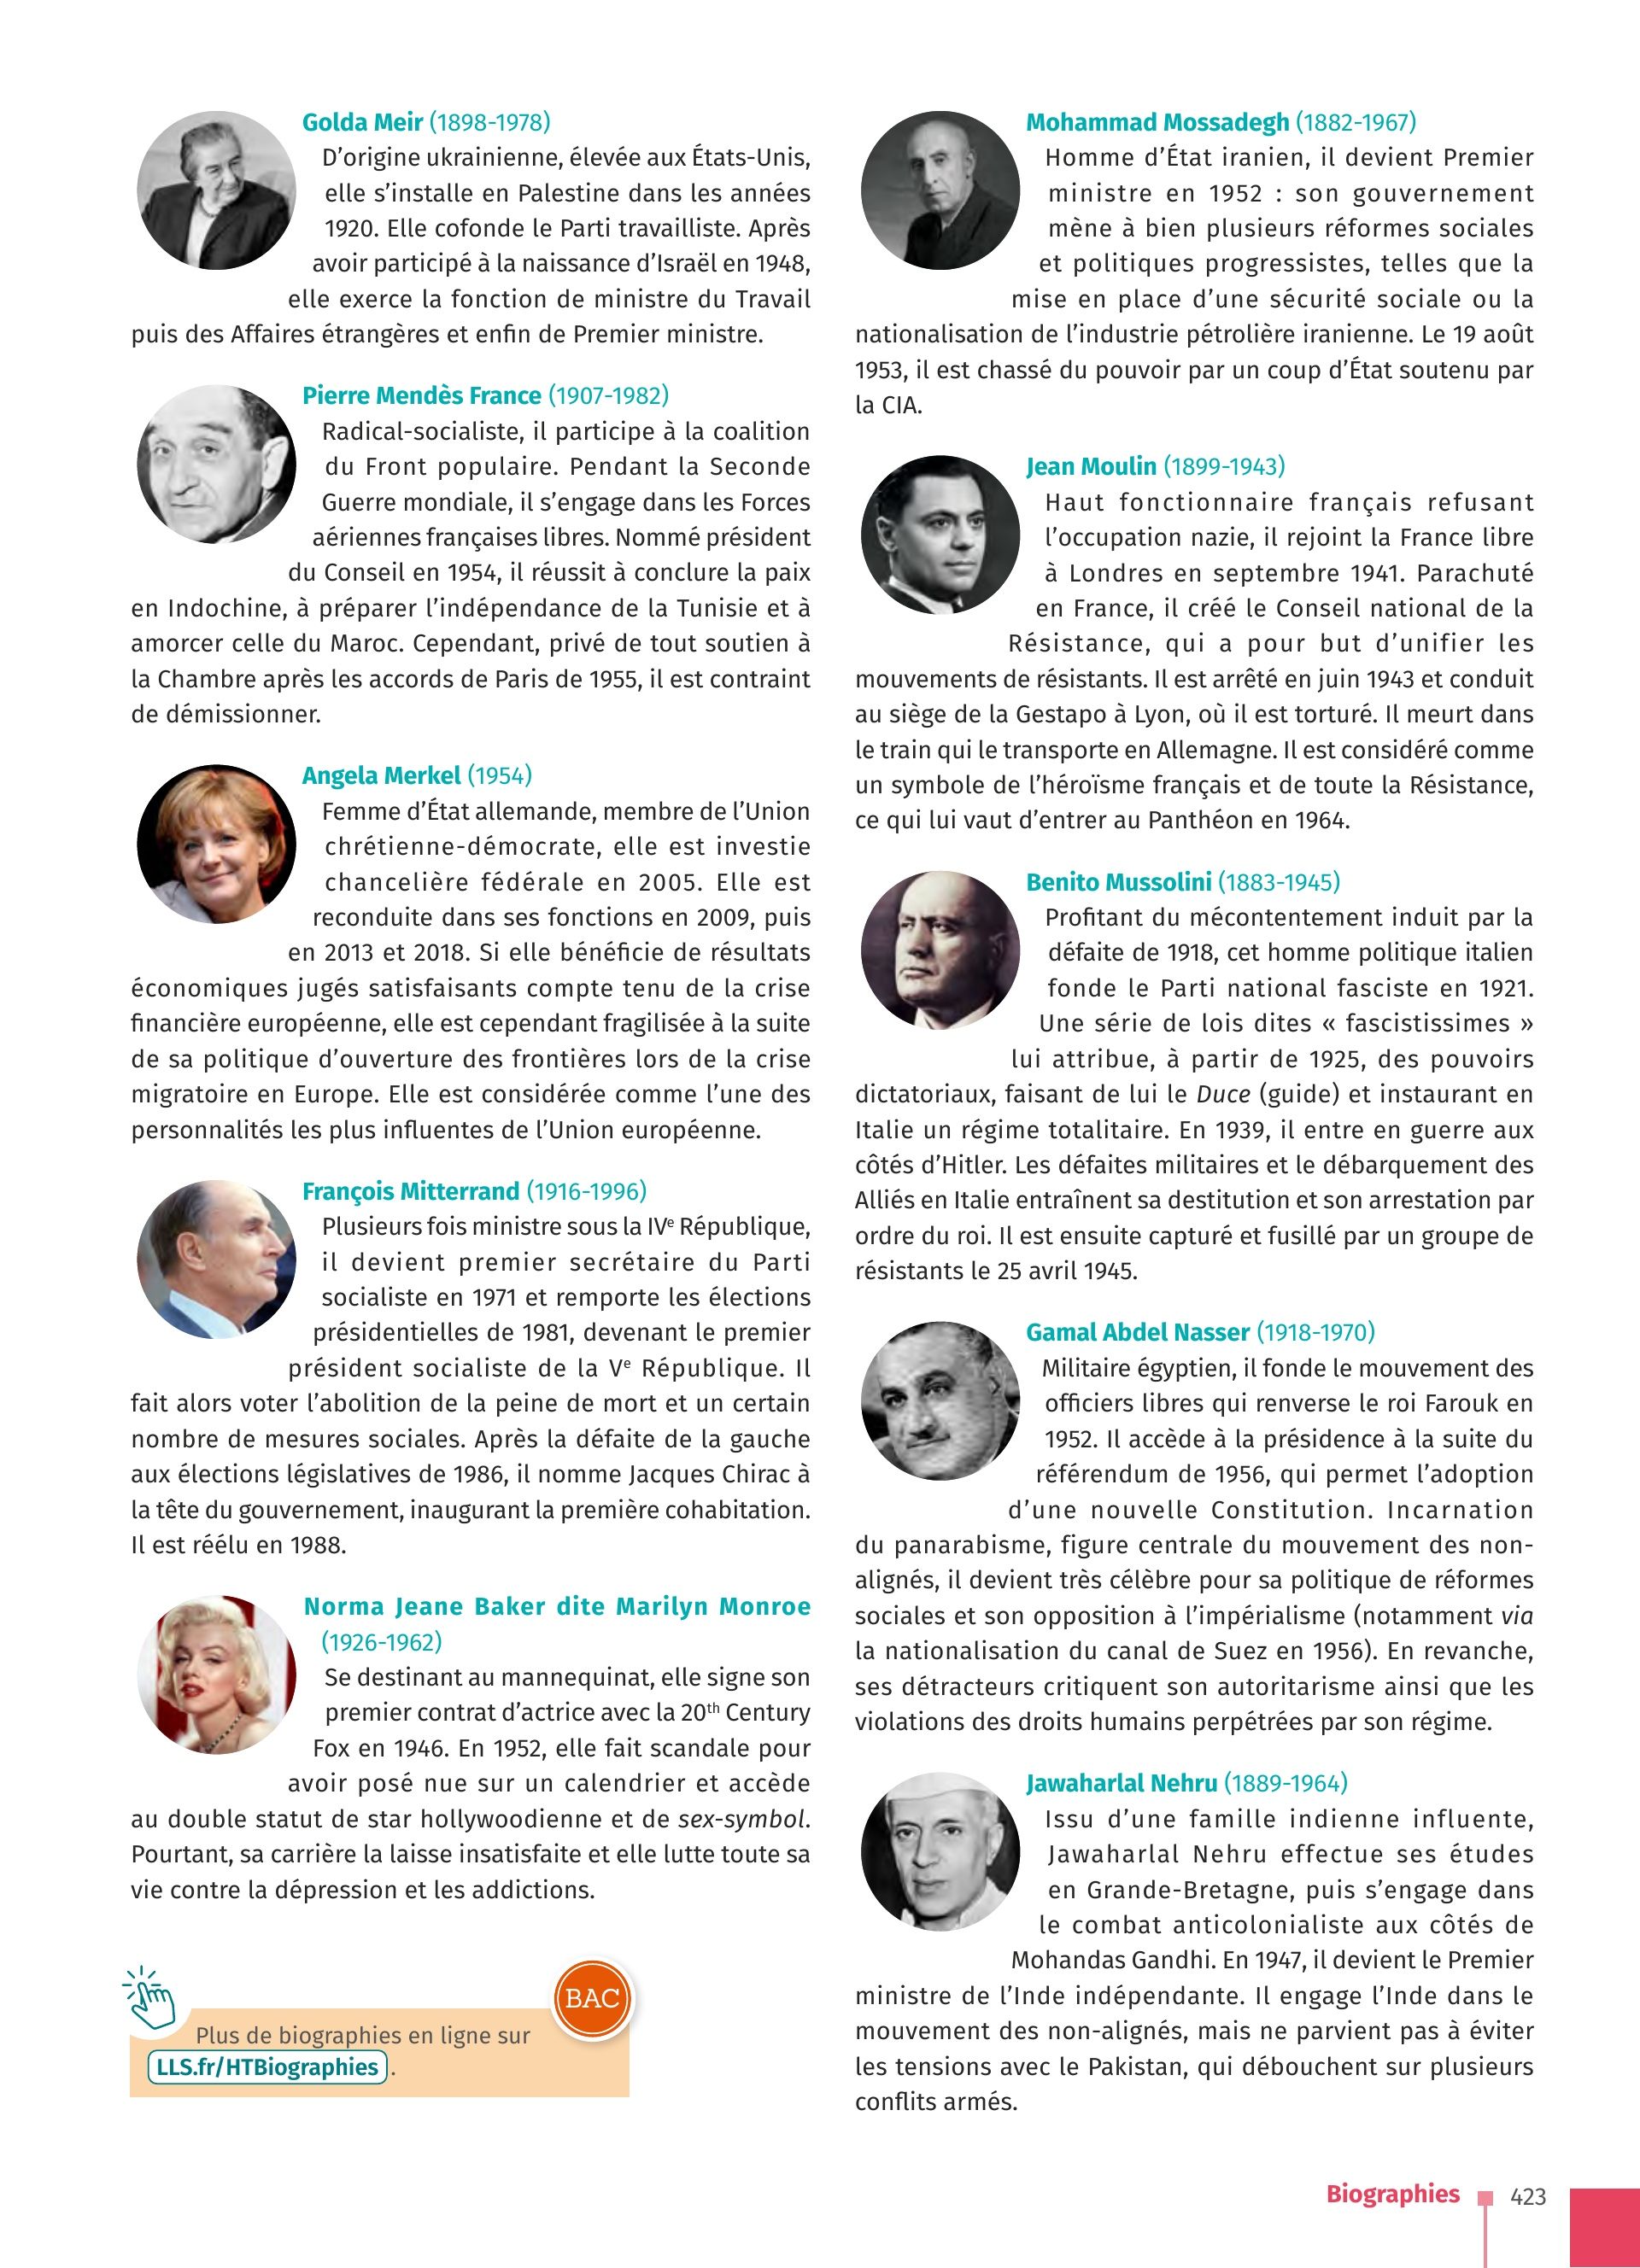 Golda Meir (1898-1978)
D’origine ukrainienne, élevée aux États-Unis,
elle s’installe en Palestine dans les années
1920. Elle cofonde le Parti travailliste. Après
avoir participé à la naissance d’Israël en 1948,
elle exerce la fonction de ministre du Travail
puis des Affaires étrangères et enfin de Premier ministre.
Pierre Mendès France (1907-1982)
Radical-socialiste, il participe à la coalition
du Front populaire. Pendant la Seconde
Guerre mondiale, il s’engage dans les Forces
aériennes françaises libres. Nommé président
du Conseil en 1954, il réussit à conclure la paix
en Indochine, à préparer l’indépendance de la Tunisie et à
amorcer celle du Maroc. Cependant, privé de tout soutien à
la Chambre après les accords de Paris de 1955, il est contraint
de démissionner.
Angela Merkel (1954)
Femme d’État allemande, membre de l’Union
chrétienne-démocrate, elle est investie
chancelière fédérale en 2005. Elle est
reconduite dans ses fonctions en 2009, puis
en 2013 et 2018. Si elle bénéficie de résultats
économiques jugés satisfaisants compte tenu de la crise
financière européenne, elle est cependant fragilisée à la suite
de sa politique d’ouverture des frontières lors de la crise
migratoire en Europe. Elle est considérée comme l’une des
personnalités les plus influentes de l’Union européenne.
François Mitterrand (1916-1996)
Plusieurs fois ministre sous la IVe République,
il devient premier secrétaire du Parti
socialiste en 1971 et remporte les élections
présidentielles de 1981, devenant le premier
président socialiste de la Ve République. Il
fait alors voter l’abolition de la peine de mort et un certain
nombre de mesures sociales. Après la défaite de la gauche
aux élections législatives de 1986, il nomme Jacques Chirac à
la tête du gouvernement, inaugurant la première cohabitation.
Il est réélu en 1988.
Norma Jeane Baker dite Marilyn Monroe
(1926-1962)
Se destinant au mannequinat, elle signe son
premier contrat d’actrice avec la 20th Century
Fox en 1946. En 1952, elle fait scandale pour
avoir posé nue sur un calendrier et accède
au double statut de star hollywoodienne et de sex-symbol.
Pourtant, sa carrière la laisse insatisfaite et elle lutte toute sa
vie contre la dépression et les addictions.
BAC
Plus de biographies en ligne sur
LLS.fr/HTBiographies .
Mohammad Mossadegh (1882-1967)
Homme d’État iranien, il devient Premier
ministre en 1952 : son gouvernement
mène à bien plusieurs réformes sociales
et politiques progressistes, telles que la
mise en place d’une sécurité sociale ou la
nationalisation de l’industrie pétrolière iranienne. Le 19 août
1953, il est chassé du pouvoir par un coup d’État soutenu par
la CIA.
Jean Moulin (1899-1943)
Haut fonctionnaire français refusant
l’occupation nazie, il rejoint la France libre
à Londres en septembre 1941. Parachuté
en France, il créé le Conseil national de la
Résistance, qui a pour but d’unifier les
mouvements de résistants. Il est arrêté en juin 1943 et conduit
au siège de la Gestapo à Lyon, où il est torturé. Il meurt dans
le train qui le transporte en Allemagne. Il est considéré comme
un symbole de l’héroïsme français et de toute la Résistance,
ce qui lui vaut d’entrer au Panthéon en 1964.
Benito Mussolini (1883-1945)
Profitant du mécontentement induit par la
défaite de 1918, cet homme politique italien
fonde le Parti national fasciste en 1921.
Une série de lois dites « fascistissimes »
lui attribue, à partir de 1925, des pouvoirs
dictatoriaux, faisant de lui le Duce (guide) et instaurant en
Italie un régime totalitaire. En 1939, il entre en guerre aux
côtés d’Hitler. Les défaites militaires et le débarquement des
Alliés en Italie entraînent sa destitution et son arrestation par
ordre du roi. Il est ensuite capturé et fusillé par un groupe de
résistants le 25 avril 1945.
Gamal Abdel Nasser (1918-1970)
Militaire égyptien, il fonde le mouvement des
officiers libres qui renverse le roi Farouk en
1952. Il accède à la présidence à la suite du
référendum de 1956, qui permet l’adoption
d’une nouvelle Constitution. Incarnation
du panarabisme, figure centrale du mouvement des non-
alignés, il devient très célèbre pour sa politique de réformes
sociales et son opposition à l’impérialisme (notamment via
la nationalisation du canal de Suez en 1956). En revanche,
ses détracteurs critiquent son autoritarisme ainsi que les
violations des droits humains perpétrées par son régime.
Jawaharlal Nehru (1889-1964)
Issu d’une famille indienne influente,
Jawaharlal Nehru effectue ses études
en Grande-Bretagne, puis s’engage dans
le combat anticolonialiste aux côtés de
Mohandas Gandhi. En 1947, il devient le Premier
ministre de l’Inde indépendante. Il engage l’Inde dans le
mouvement des non-alignés, mais ne parvient pas à éviter
les tensions avec le Pakistan, qui débouchent sur plusieurs
conflits armés.
Biographies 423